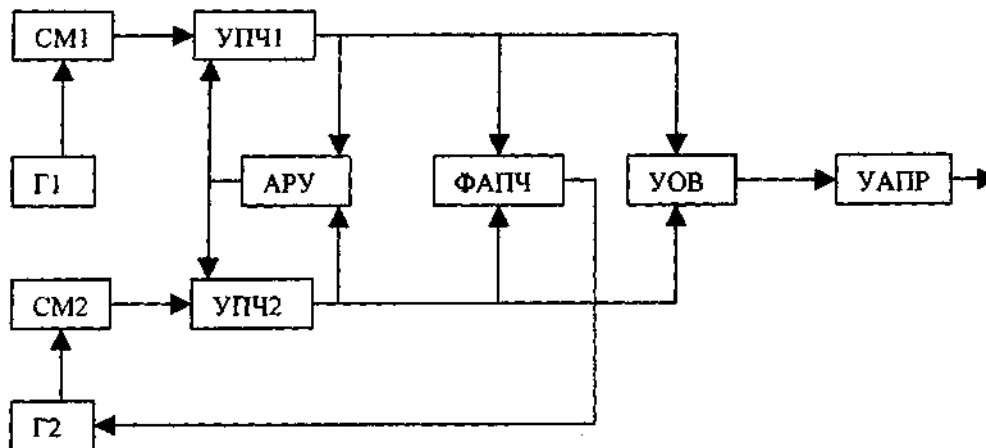 СМ1
УПЧ1
Г1
АРУ
ФАПЧ
УОВ
УАПР
СМ2
УПЧ2
Г2